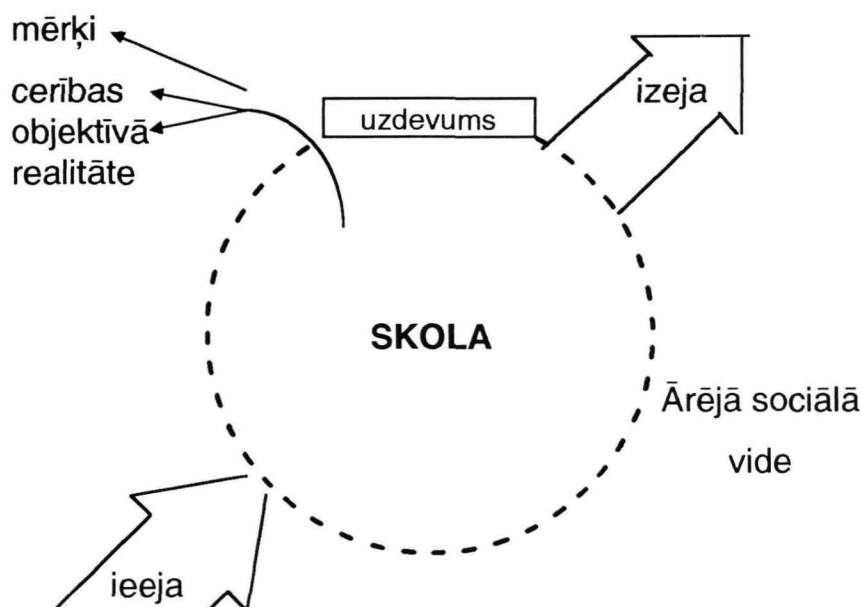 mērķi
cerības
objektīvā
realitāte
uzdevums
izeja
SKOLA
Ārējā sociālā
vide
ieeja